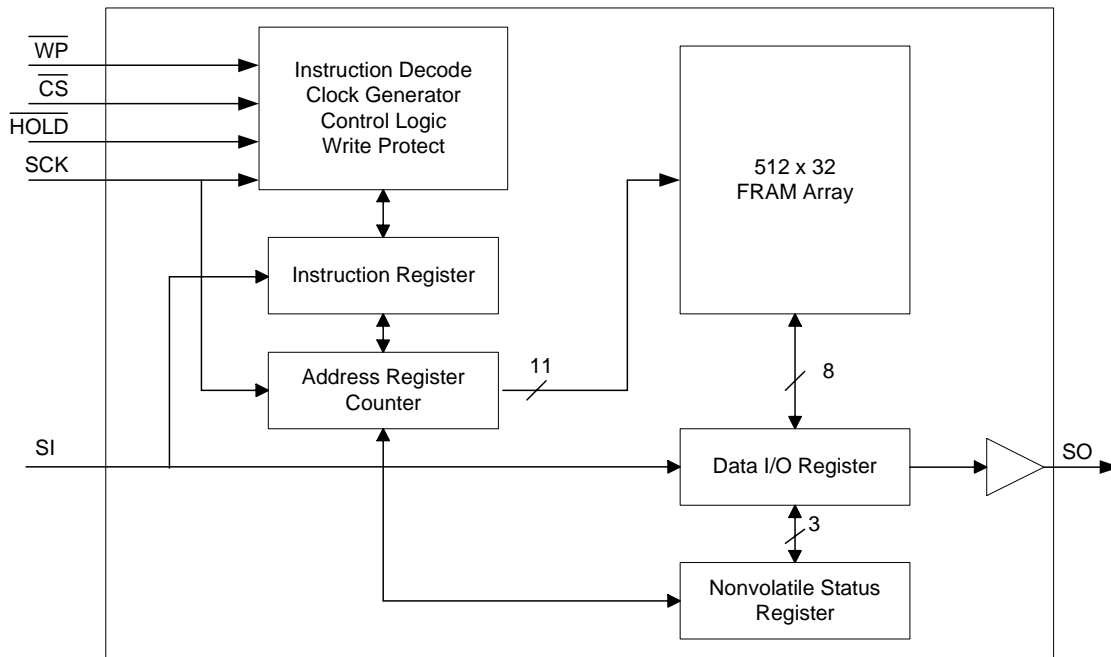 WP
CS
HOLD
SCK
Instruction Decode
Clock Generator
Control Logic
Write Protect
512 x 32
FRAM Array
Instruction Register
Address Register
Counter
11
8
SI
Data I/O Register
SO
3
Nonvolatile Status
Register